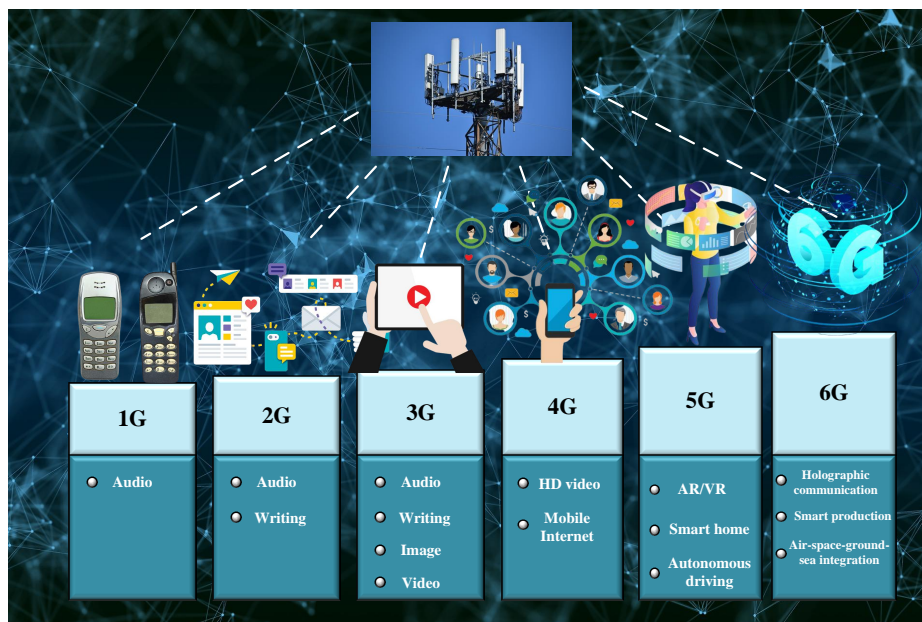 6G
1G
Audio
2G
Audio
Writing
3G
Audio
Writing
Image
Video
4G
HD video
Mobile
Internet
5G
AR/VR
Smart home
Autonomous
driving
6G
Holographic
communication
Smart production
Air-space-ground-
sea integration